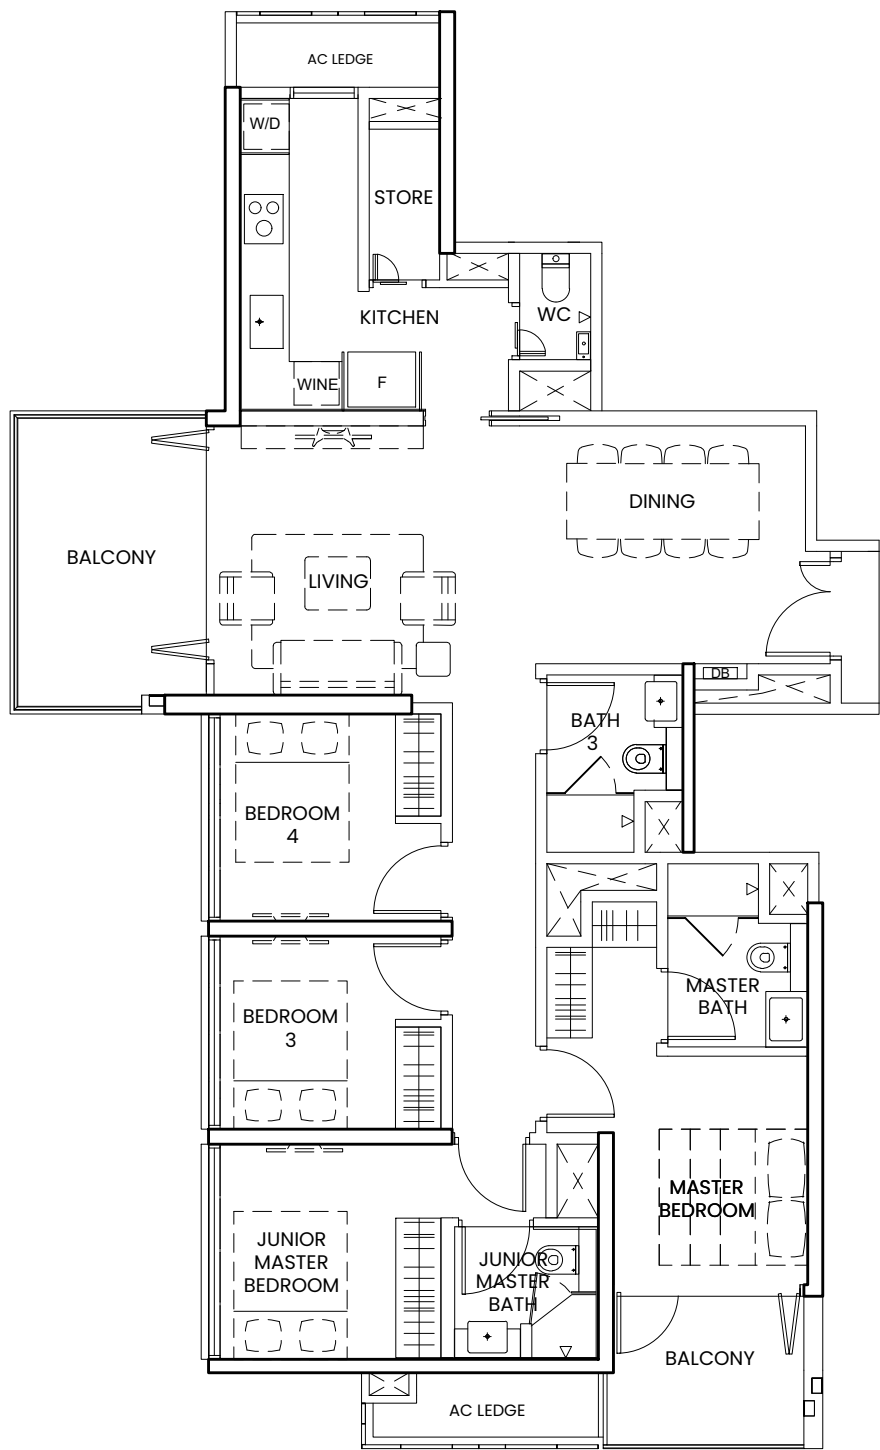 AC LEDGE
W/D
STORE
KITCHEN
WC
WINE
F
DINING
BALCONY
LIVING
DB
BATH
3
BEDROOM
4
MASTER
BATH
BEDROOM
3
MASTER
BEDROOM
JUNIOR
MASTER
BEDROOM
JUNIOR
MASTER
BATH
BALCONY
AC LEDGE